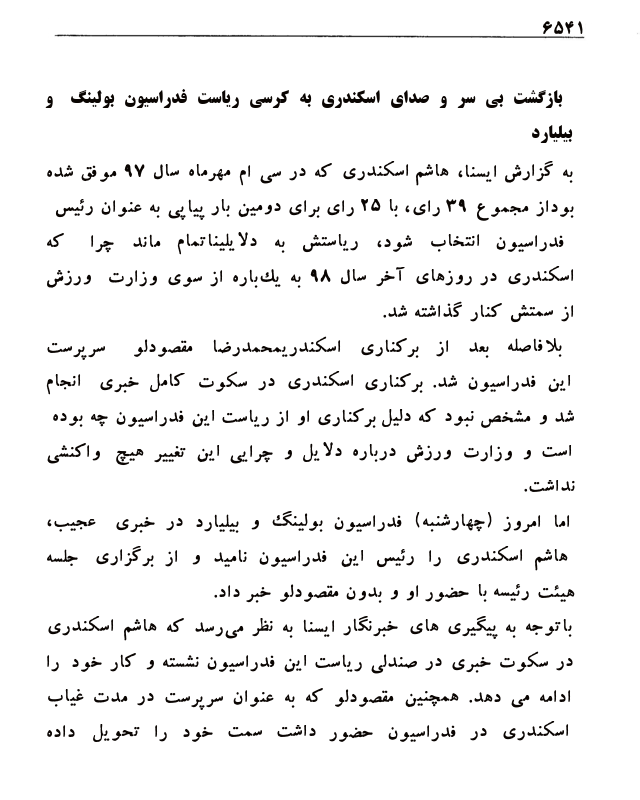 ۶۵۴۱
بازگشت بی سر و صدای اسکندری به کرسی ریاست فدراسیون بولینگ و
بیلیارد
به گزارش ایسنا، هاشم اسکندری که در سی ام مهرماه سال ۹۷ موفق شده
بوداز مجموع ۳۹ رای، با ۲۵ رای برای دومین بار پیاپی به عنوان رئیس
فدراسیون انتخاب شود، ریاستش به دلایلیناتمام ماند چرا که
اسکندری در روزهای آخر سال ۹۸ به یك‌باره از سوی وزارت ورزش
از سمتش کنار گذاشته شد.
بلافاصله بعد از برکناری اسکندریمحمدرضا مقصودلو سرپرست
این فدراسیون شد. برکناری اسکندری در سکوت کامل خبری انجام
شد و مشخص نبود که دلیل برکناری او از ریاست این فدراسیون چه بوده
است و وزارت ورزش درباره دلایل و چرایی این تغییر هیچ واکنشی
نداشت.
اما امروز (چهارشنبه) فدراسیون بولینگ و بیلیارد در خبری عجیب،
هاشم اسکندری را رئیس این فدراسیون نامید و از برگزاری جلسه
هیئت رئیسه با حضور او و بدون مقصودلو خبر داد.
باتوجه به پیگیری های خبرنگار ایسنا به نظر می‌رسد که هاشم اسکندری
در سکوت خبری در صندلی ریاست این فدراسیون نشسته و کار خود را
ادامه می دهد. همچنین مقصودلو که به عنوان سرپرست در مدت غیاب
اسکندری در فدراسیون حضور داشت سمت خود را تحویل داده